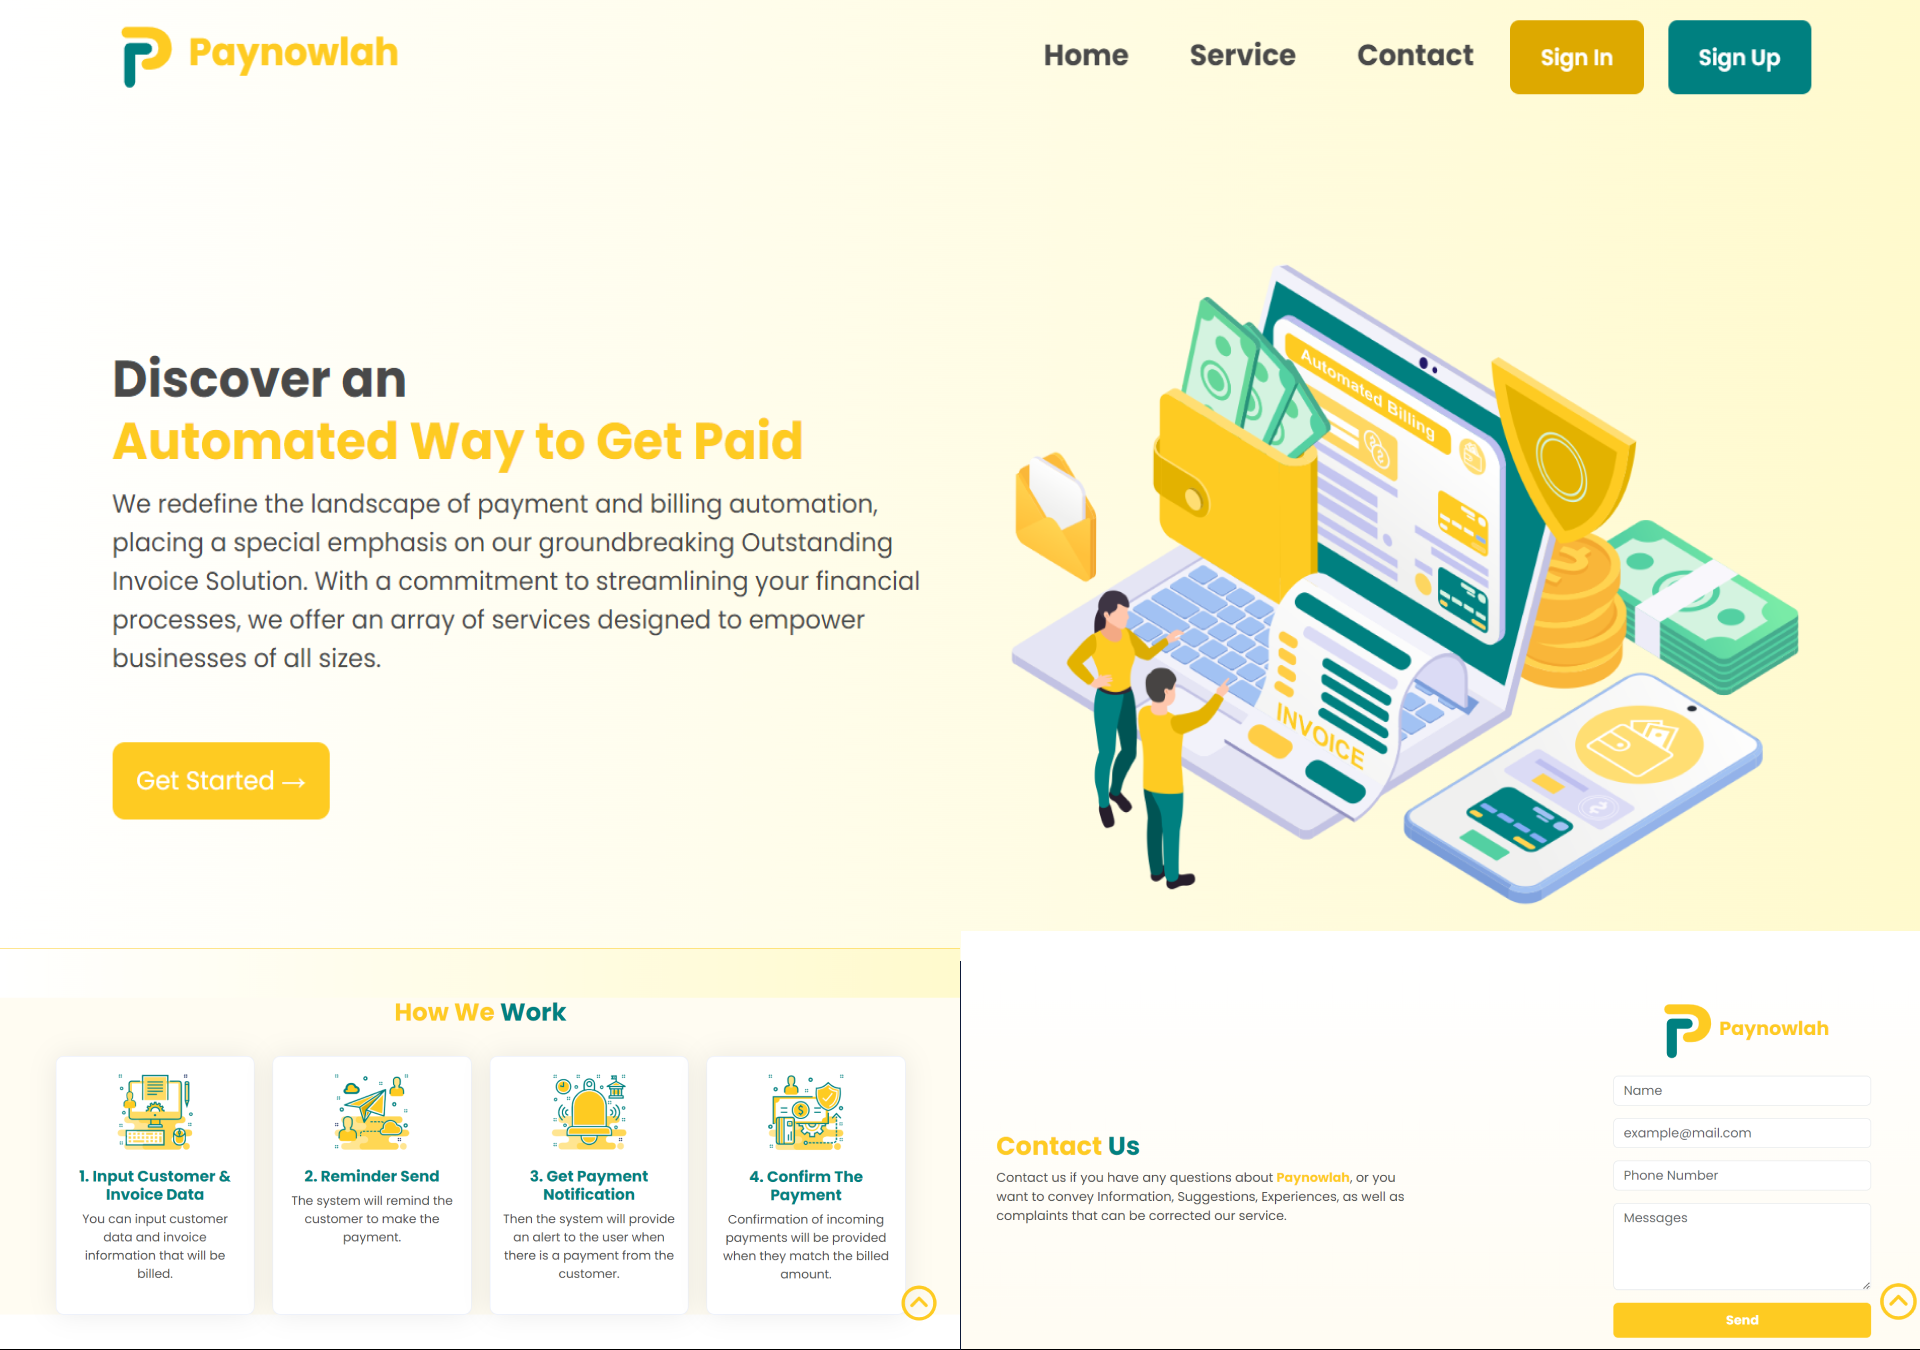 Paynowlah
Home Service Contact Sign In Sign Up
Discover an
Automated Way to Get Paid
We redefine the landscape of payment and billing automation,
placing a special emphasis on our groundbreaking Outstanding
Invoice Solution. With a commitment to streamlining your financial
processes, we offer an array of services designed to empower
businesses of all sizes.
Get Started →
Automated Billing
INVOICE
How We Work
1. Input Customer &
Invoice Data
You can input customer
data and invoice
information that will be
billed.
2. Reminder Send
The system will remind the
customer to make the
payment.
3. Get Payment
Notification
Then the system will provide
an alert to the user when
there is a payment from the
customer.
4. Confirm The
Payment
Confirmation of incoming
payments will be provided
when they match the billed
amount.
Contact Us
Contact us if you have any questions about Paynowlah, or you
want to convey Information, Suggestions, Experiences, as well as
complaints that can be corrected our service.
Paynowlah
Name
example@mail.com
Phone Number
Messages
Send